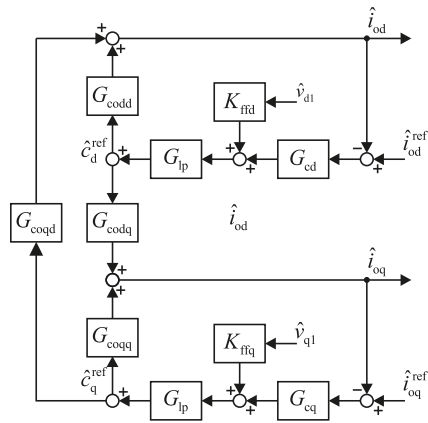 + î_od
+
G_codd K_ffd v̂_d1
ĉ_d^ref + G_lp + + G_cd − + î_od^ref
G_coqd G_codq î_od
+ î_oq
+
G_coqq K_ffq v̂_q1
ĉ_q^ref + G_lp + + G_cq − + î_oq^ref